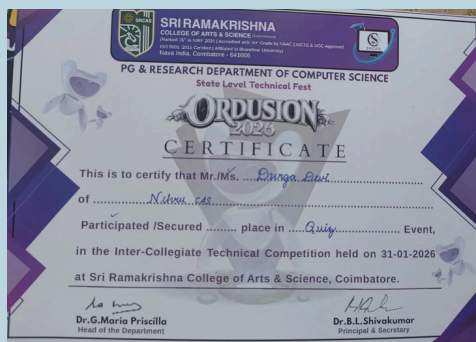 SRCAS
SRI RAMAKRISHNA
COLLEGE OF ARTS & SCIENCE
Nava India, Coimbatore - 641006
PG & RESEARCH DEPARTMENT OF COMPUTER SCIENCE
State Level Technical Fest
ORDUSION
2026
CERTIFICATE
This is to certify that Mr./Ms. .... Durga Devi
of .... Nehru CAS
Participated /Secured ........ place in ..... Quiz ..... Event,
in the Inter-Collegiate Technical Competition held on 31-01-2026
at Sri Ramakrishna College of Arts & Science, Coimbatore.
Dr.G.Maria Priscilla
Head of the Department
Dr.B.L.Shivakumar
Principal & Secretary